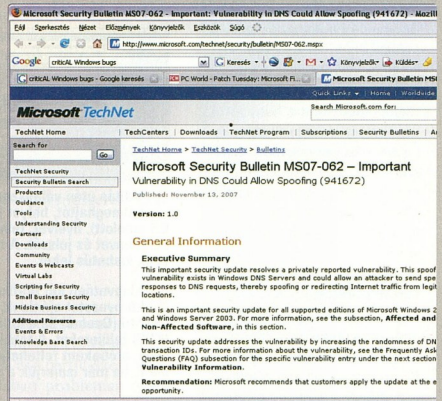 Microsoft Security Bulletin MS07-062 – Important: Vulnerability in DNS Could Allow Spoofing (941672) - Mozill
Fájl Szerkesztés Nézet Előzmények Könyvjelzők Eszközök Súgó
http://www.microsoft.com/technet/security/bulletin/MS07-062.mspx
Google criticAL windows bugs Keresés Könyvjelzők Küldés
criticAL Windows bugs - Google keresés PC World - Patch Tuesday: Microsoft Fi... Microsoft Security Bulletin MS
Quick Links Home Worldwide
Microsoft TechNet
Search Microsoft.com for:
TechNet Home TechCenters Downloads TechNet Program Subscriptions Security Bulletins
Search for
Go
TechNet Security
Security Bulletin Search
Products
Guidance
Tools
Understanding Security
Partners
Downloads
Community
Events & Webcasts
Virtual Labs
Scripting for Security
Small Business Security
Midsize Business Security
Additional Resources
Events & Errors
Knowledge Base Search
TechNet Home > TechNet Security > Bulletins
Microsoft Security Bulletin MS07-062 – Important
Vulnerability in DNS Could Allow Spoofing (941672)
Published: November 13, 2007
Version: 1.0
General Information
Executive Summary
This important security update resolves a privately reported vulnerability. This spoof
vulnerability exists in Windows DNS Servers and could allow an attacker to send spe
responses to DNS requests, thereby spoofing or redirecting Internet traffic from legit
locations.
This is an important security update for all supported editions of Microsoft Windows 2
and Windows Server 2003. For more information, see the subsection, Affected and
Non-Affected Software, in this section.
This security update addresses the vulnerability by increasing the randomness of DN
transaction IDs. For more information about the vulnerability, see the Frequently Ask
Questions (FAQ) subsection for the specific vulnerability entry under the next section
Vulnerability Information.
Recommendation: Microsoft recommends that customers apply the update at the e
opportunity.